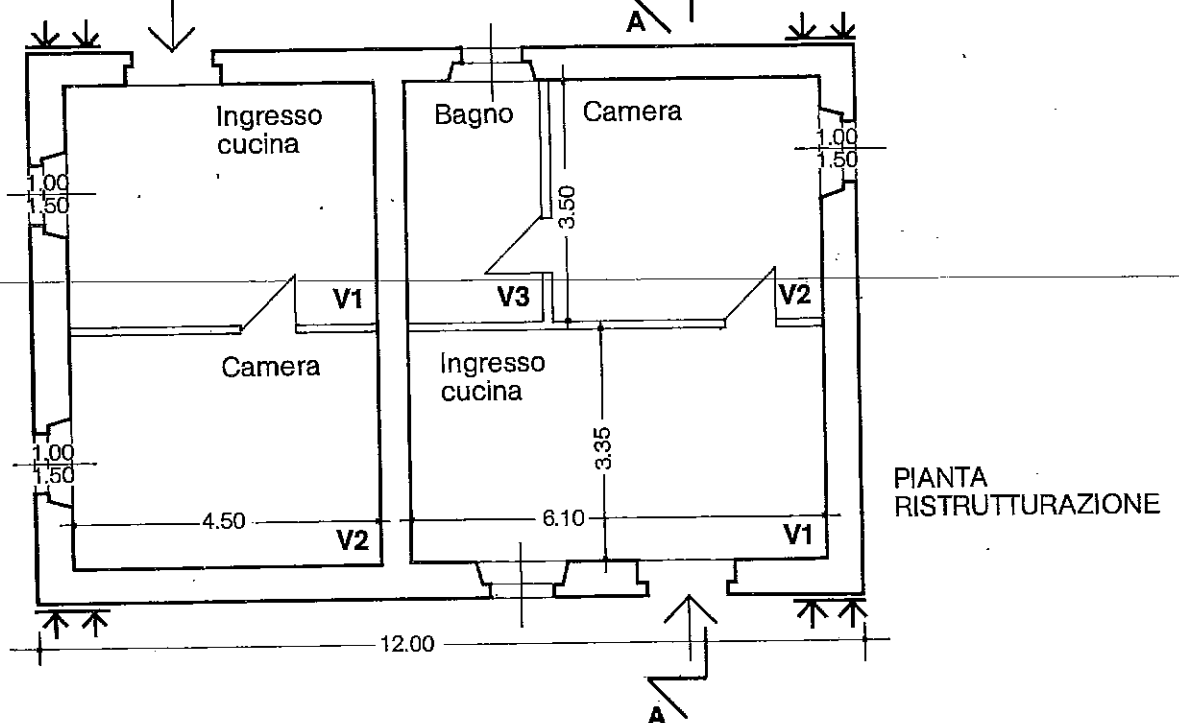 A
Ingresso
cucina
Bagno
Camera
1.00
1.50
1.00
1.50
3.50
V1
V3
V2
Camera
Ingresso
cucina
3.35
1.00
1.50
PIANTA
RISTRUTTURAZIONE
4.50
6.10
V2
V1
12.00
A